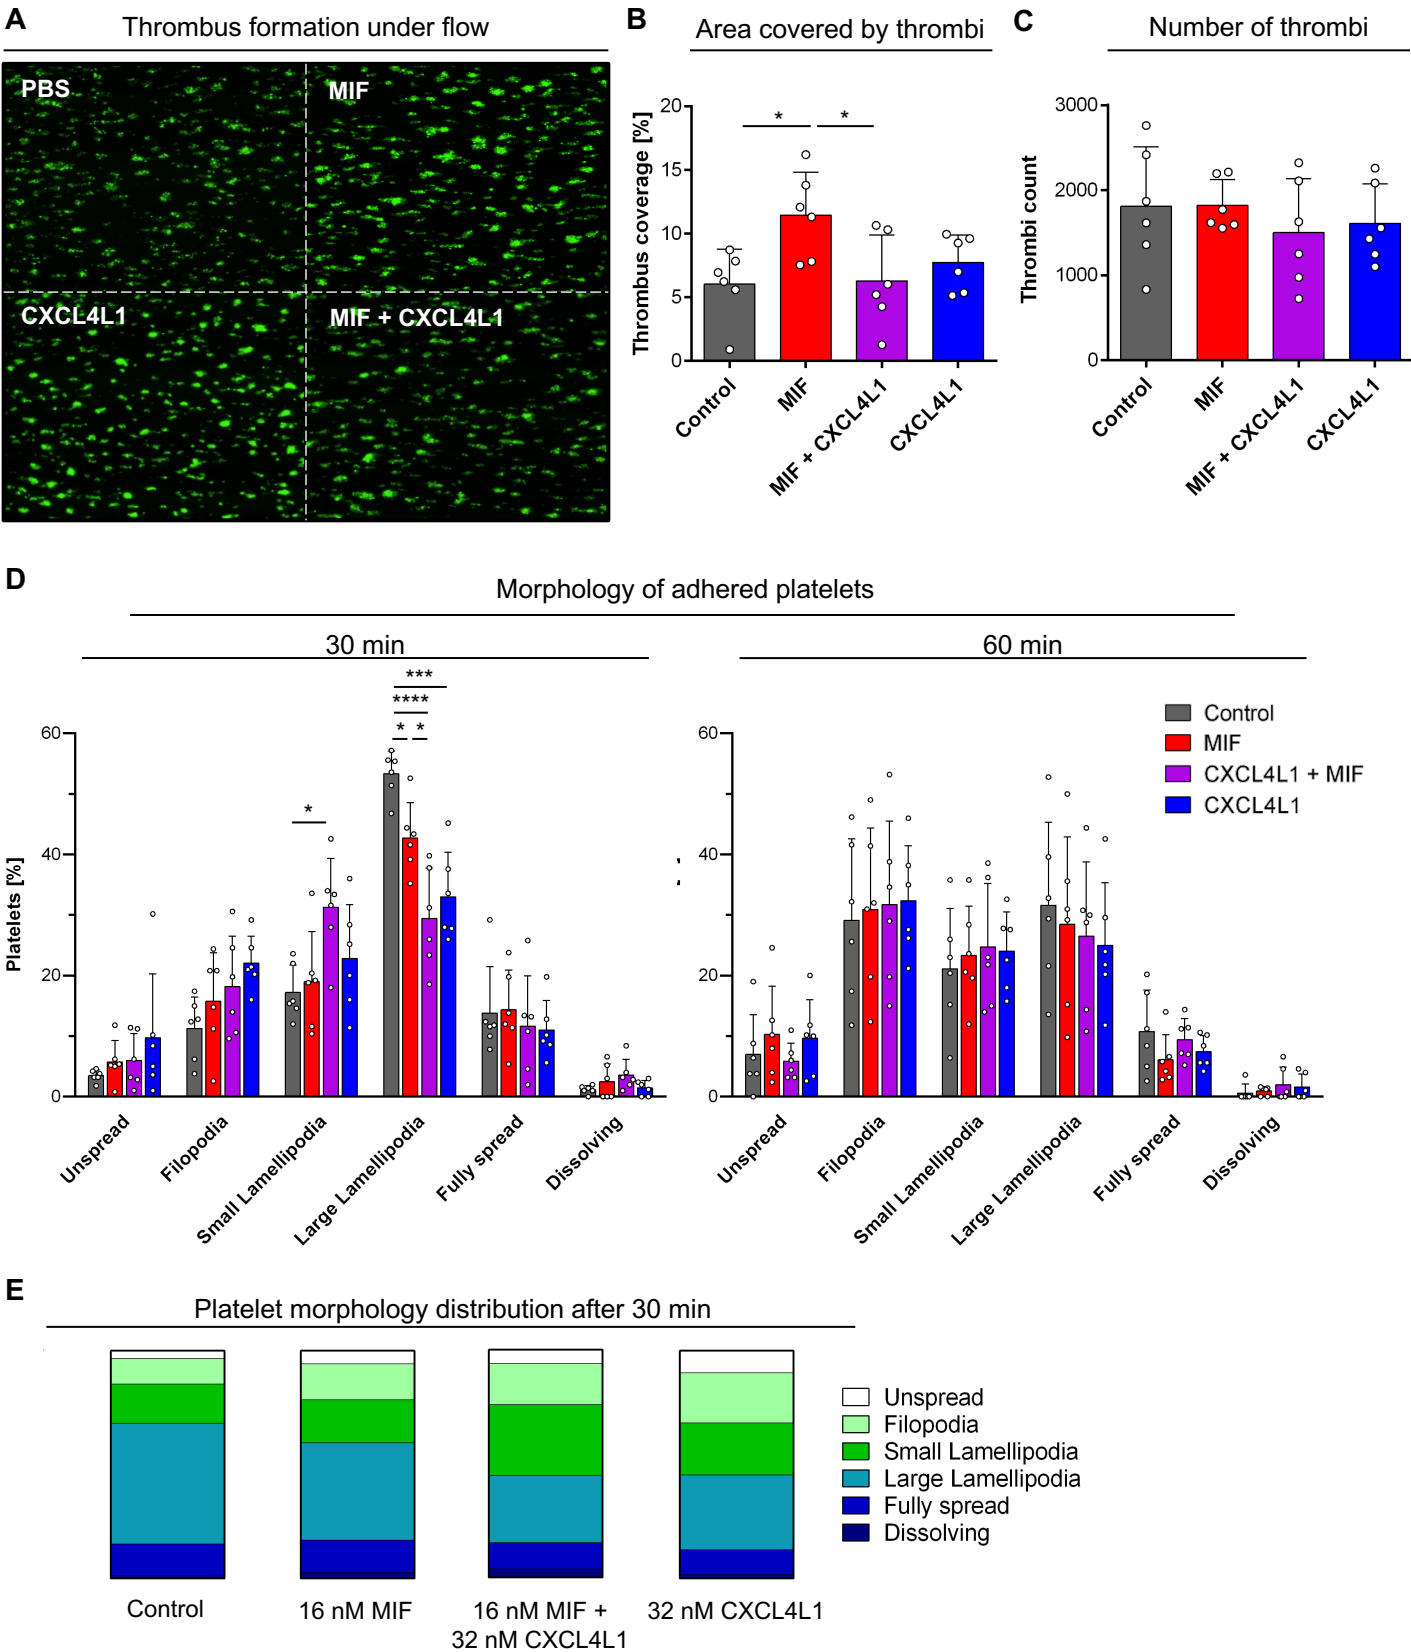 A
Thrombus formation under flow
PBS
MIF
CXCL4L1
MIF + CXCL4L1
B
Area covered by thrombi
Thrombus coverage [%]
20
15
10
5
0
*
*
Control
MIF
MIF + CXCL4L1
CXCL4L1
C
Number of thrombi
Thrombi count
3000
2000
1000
0
Control
MIF
MIF + CXCL4L1
CXCL4L1
D
Morphology of adhered platelets
30 min
Platelets [%]
60
40
20
0
*
***
****
* *
Unspread
Filopodia
Small Lamellipodia
Large Lamellipodia
Fully spread
Dissolving
60 min
60
40
20
0
Control
MIF
CXCL4L1 + MIF
CXCL4L1
Unspread
Filopodia
Small Lamellipodia
Large Lamellipodia
Fully spread
Dissolving
E
Platelet morphology distribution after 30 min
Control
16 nM MIF
16 nM MIF +
32 nM CXCL4L1
32 nM CXCL4L1
Unspread
Filopodia
Small Lamellipodia
Large Lamellipodia
Fully spread
Dissolving